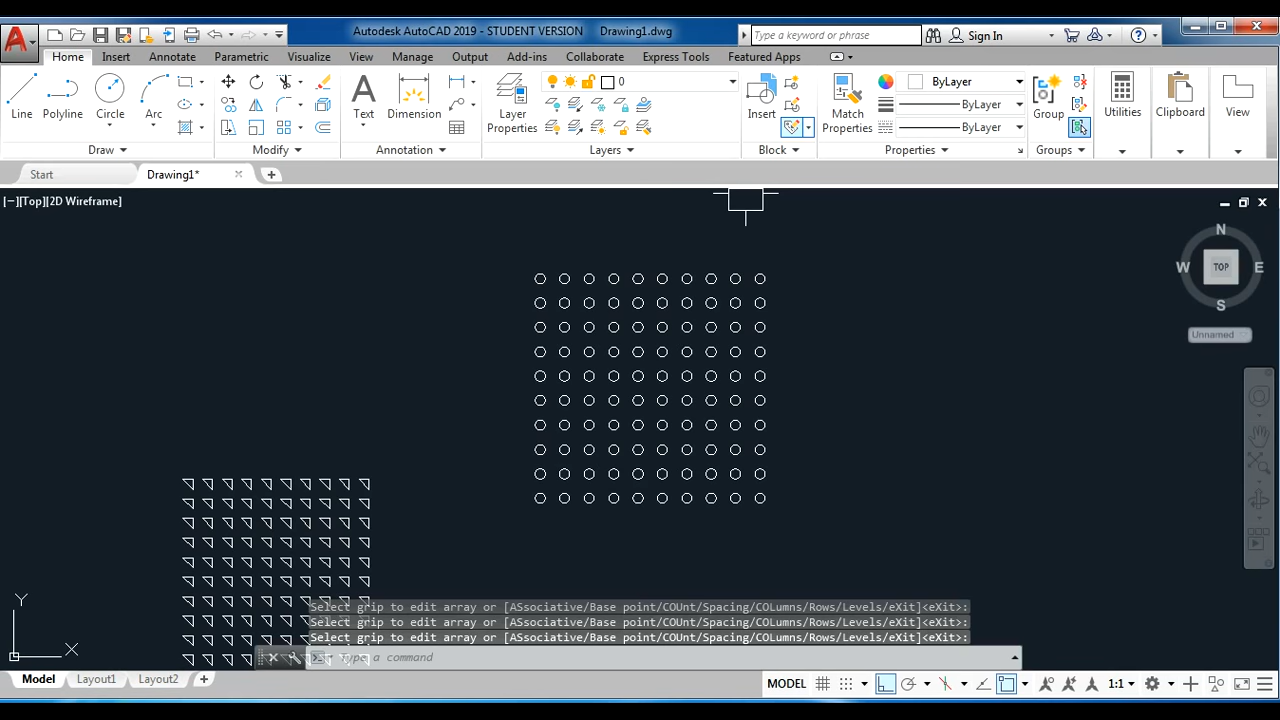 Autodesk AutoCAD 2019 - STUDENT VERSION Drawing1.dwg
Type a keyword or phrase
Sign In
Home Insert Annotate Parametric Visualize View Manage Output Add-ins Collaborate Express Tools Featured Apps
0
ByLayer
ByLayer
ByLayer
Line Polyline Circle Arc
Text Dimension
Layer Properties
Insert
Match Properties
Group
Utilities Clipboard View
Draw Modify Annotation Layers Block Properties Groups
Start Drawing1*
[−][Top][2D Wireframe]
N
W TOP E
S
Unnamed
Select grip to edit array or [ASsociative/Base point/COUnt/Spacing/COLumns/Rows/Levels/eXit]<eXit>:
Select grip to edit array or [ASsociative/Base point/COUnt/Spacing/COLumns/Rows/Levels/eXit]<eXit>:
Select grip to edit array or [ASsociative/Base point/COUnt/Spacing/COLumns/Rows/Levels/eXit]<eXit>:
Y
X
Type a command
Model Layout1 Layout2
MODEL 1:1